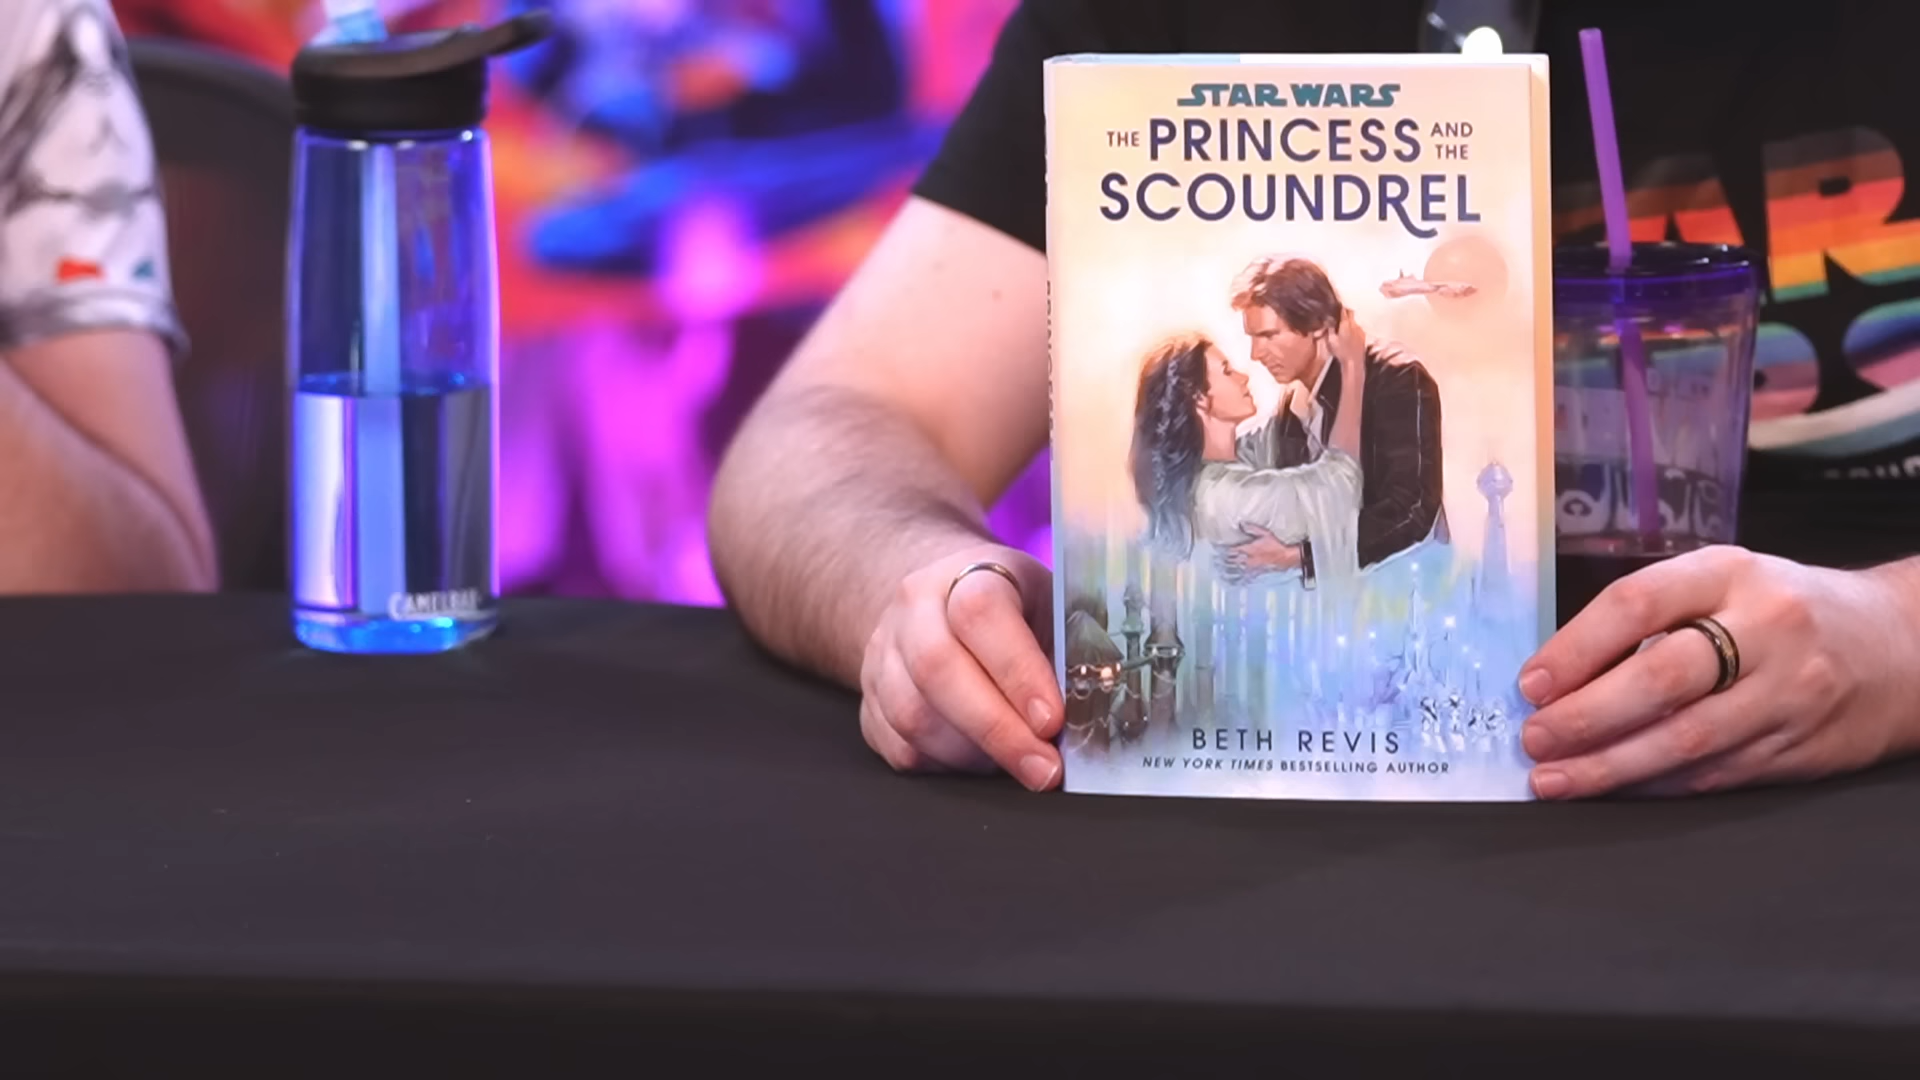 STAR WARS
THE PRINCESS AND THE
SCOUNDREL
BETH REVIS
NEW YORK TIMES BESTSELLING AUTHOR
CAMELBAK